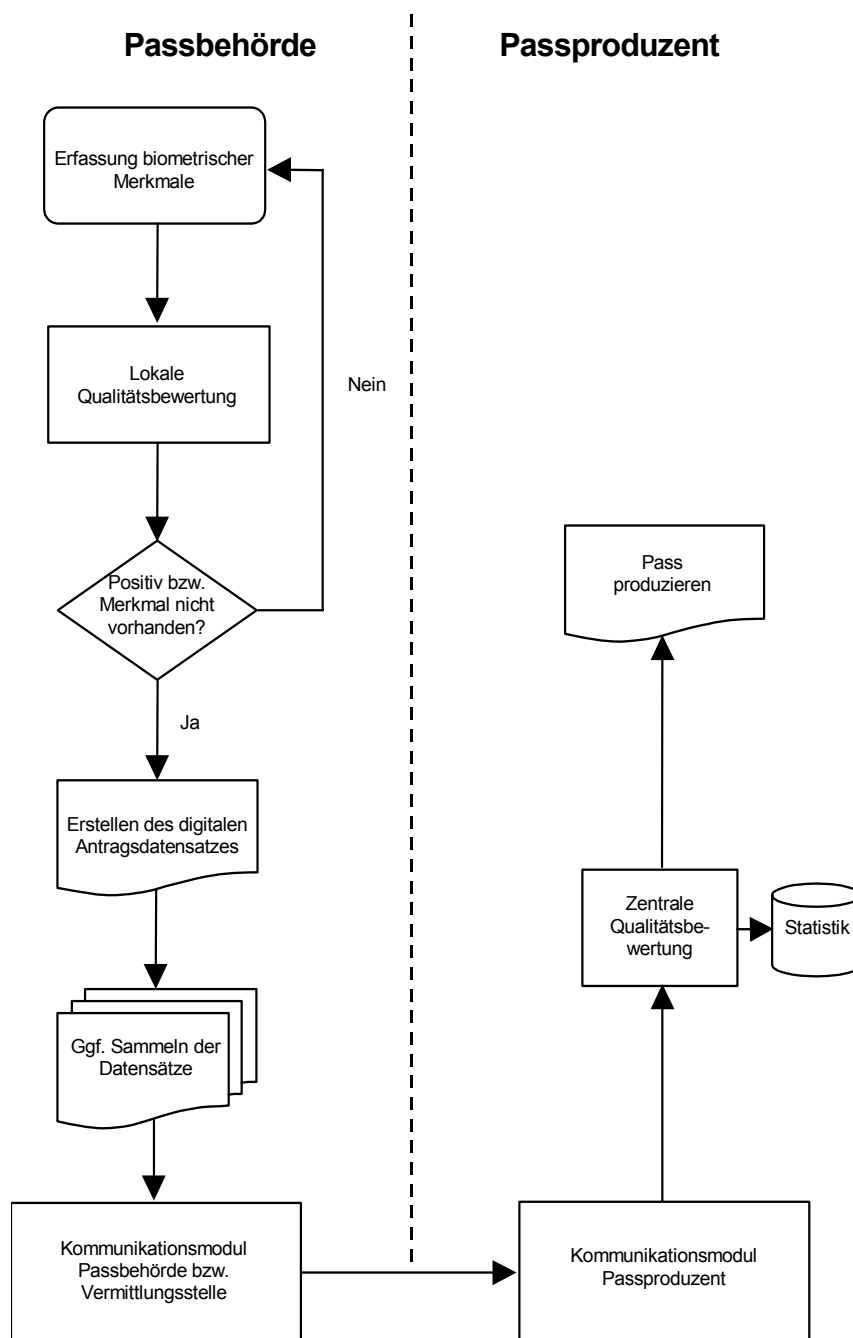 Passbehörde
Passproduzent
Erfassung biometrischer
Merkmale
Lokale
Qualitätsbewertung
Nein
Positiv bzw.
Merkmal nicht
vorhanden?
Ja
Erstellen des digitalen
Antragsdatensatzes
Ggf. Sammeln der
Datensätze
Kommunikationsmodul
Passbehörde bzw.
Vermittlungsstelle
Kommunikationsmodul
Passproduzent
Zentrale
Qualitätsbe-
wertung
Statistik
Pass
produzieren